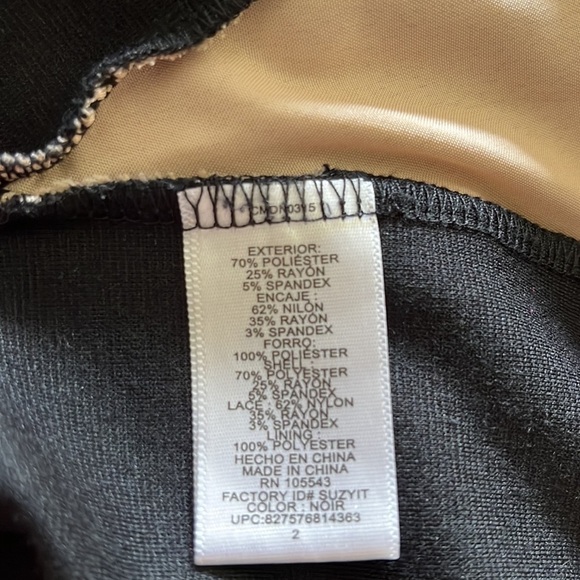 EXTERIOR:
70% POLIÉSTER
25% RAYÓN
5% SPANDEX
ENCAJE :
62% NILÓN
35% RAYÓN
3% SPANDEX
FORRO:
100% POLIÉSTER
SHELL :
70% POLYESTER
25% RAYON
5% SPANDEX
LACE : 62% NYLON
35% RAYON
3% SPANDEX
LINING :
100% POLYESTER
HECHO EN CHINA
MADE IN CHINA
RN 105543
FACTORY ID# SUZYIT
COLOR : NOIR
UPC:827576814363
2